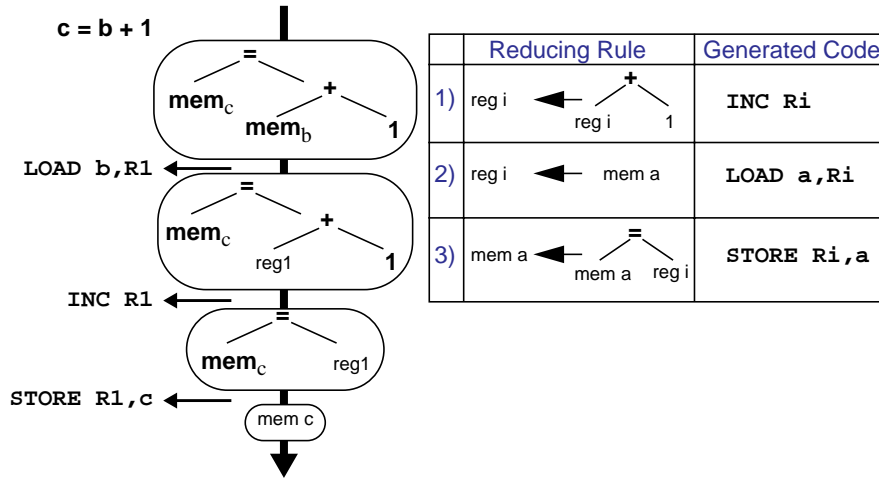 c = b + 1
=
mem_c +
mem_b 1
LOAD b,R1
=
mem_c +
reg1 1
INC R1
=
mem_c reg1
STORE R1,c
mem c
Reducing Rule Generated Code
1) reg i + INC Ri
reg i 1
2) reg i mem a LOAD a,Ri
3) mem a = STORE Ri,a
mem a reg i